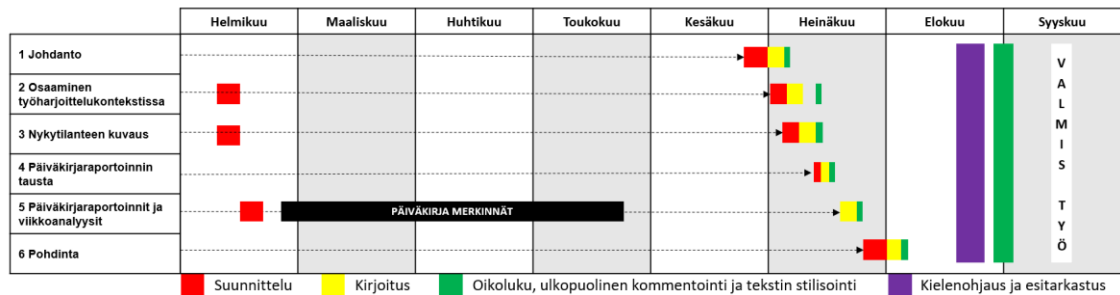 Helmikuu Maaliskuu Huhtikuu Toukokuu Kesäkuu Heinäkuu Elokuu Syyskuu
1 Johdanto
2 Osaaminen
työharjoittelukontekstissa
3 Nykytilanteen kuvaus
4 Päiväkirjaraportoinnin
tausta
5 Päiväkirjaraportoinnit ja
viikkoanalyysit
PÄIVÄKIRJA MERKINNÄT
6 Pohdinta
VALMIS TYÖ
Suunnittelu Kirjoitus Oikoluku, ulkopuolinen kommentointi ja tekstin stilisointi Kielenohjaus ja esitarkastus